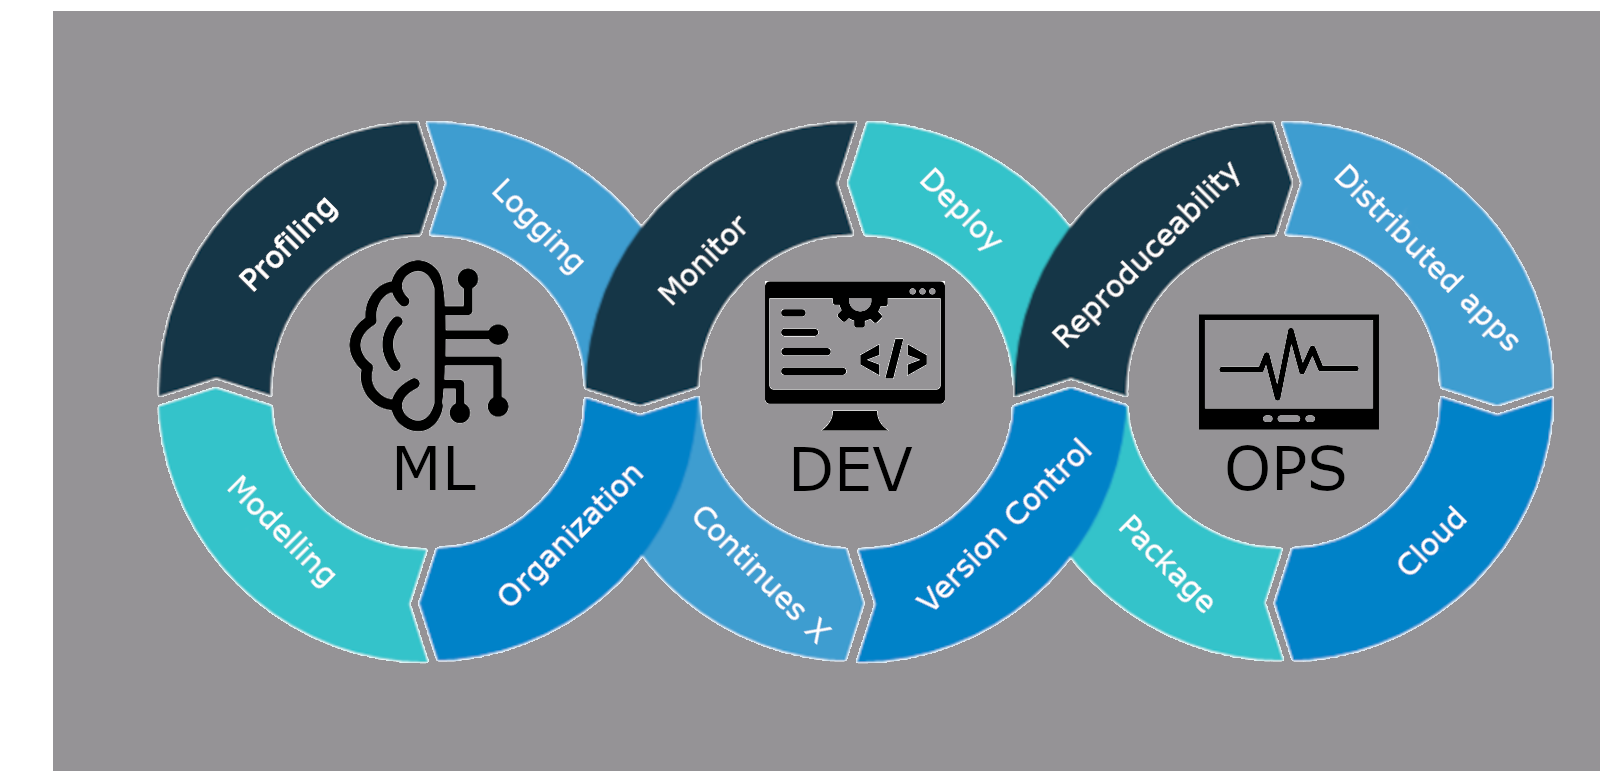 Profiling
Logging
Modelling
Organization
ML
Monitor
Deploy
Continues X
Version Control
DEV
Reproduceability
Distributed apps
Package
Cloud
OPS